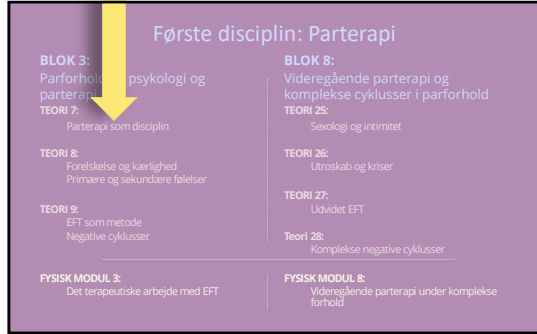 Første disciplin: Parterapi
BLOK 3:
Parforhold psykologi og
parterapi
TEORI 7:
Parterapi som disciplin
TEORI 8:
Forelskelse og kærlighed
Primære og sekundære følelser
TEORI 9:
EFT som metode
Negative cyklusser
FYSISK MODUL 3:
Det terapeutiske arbejde med EFT
BLOK 8:
Videregående parterapi og
komplekse cyklusser i parforhold
TEORI 25:
Sexologi og intimitet
TEORI 26:
Utroskab og kriser
TEORI 27:
Udvidet EFT
Teori 28:
Komplekse negative cyklusser
FYSISK MODUL 8:
Videregående parterapi under komplekse
forhold